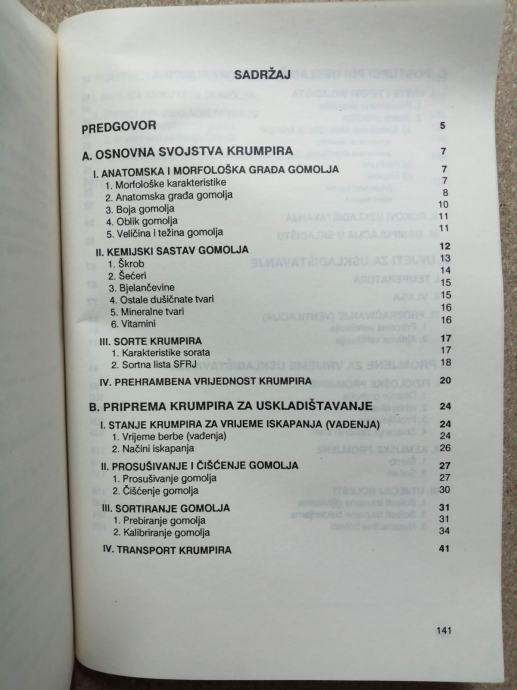 SADRŽAJ
PREDGOVOR 5
A. OSNOVNA SVOJSTVA KRUMPIRA 7
I. ANATOMSKA I MORFOLOŠKA GRAĐA GOMOLJA 7
1. Morfološke karakteristike 7
2. Anatomska građa gomolja 8
3. Boja gomolja 10
4. Oblik gomolja 11
5. Veličina i težina gomolja 11
II. KEMIJSKI SASTAV GOMOLJA 12
1. Škrob 13
2. Šećeri 14
3. Bjelančevine 15
4. Ostale dušičnate tvari 15
5. Mineralne tvari 16
6. Vitamini 16
III. SORTE KRUMPIRA 17
1. Karakteristike sorata 17
2. Sortna lista SFRJ 18
IV. PREHRAMBENA VRIJEDNOST KRUMPIRA 20
B. PRIPREMA KRUMPIRA ZA USKLADIŠTAVANJE 24
I. STANJE KRUMPIRA ZA VRIJEME ISKAPANJA (VAĐENJA) 24
1. Vrijeme berbe (vađenja) 24
2. Načini iskapanja 26
II. PROSUŠIVANJE I ČIŠĆENJE GOMOLJA 27
1. Prosušivanje gomolja 27
2. Čišćenje gomolja 30
III. SORTIRANJE GOMOLJA 31
1. Prebiranje gomolja 31
2. Kalibriranje gomolja 34
IV. TRANSPORT KRUMPIRA 41
141